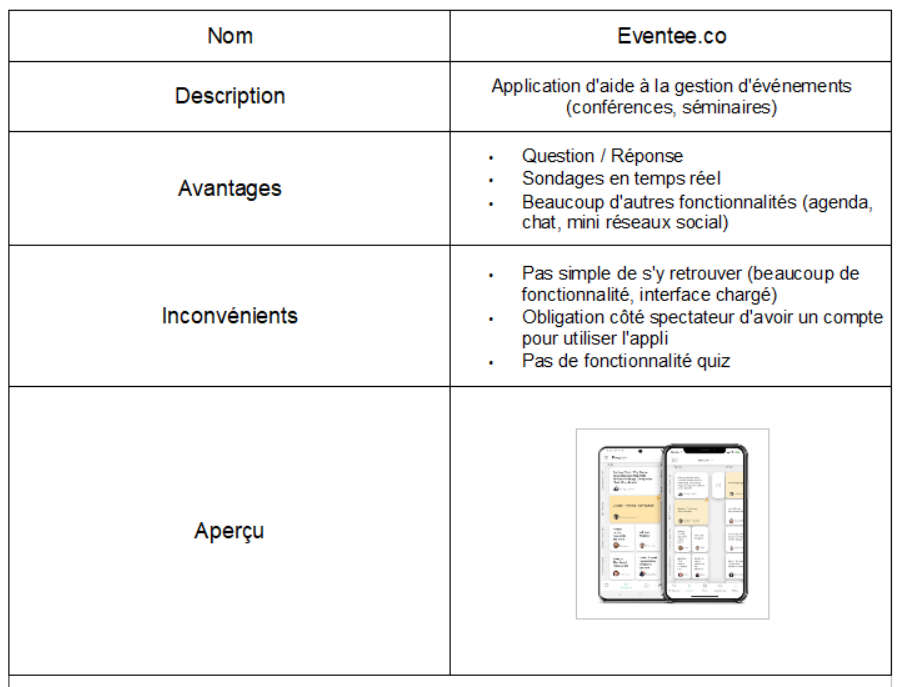 Nom
Eventee.co
Description
Application d'aide à la gestion d'événements
(conférences, séminaires)
Avantages
• Question / Réponse
• Sondages en temps réel
• Beaucoup d'autres fonctionnalités (agenda,
chat, mini réseaux social)
Inconvénients
• Pas simple de s'y retrouver (beaucoup de
fonctionnalité, interface chargé)
• Obligation côté spectateur d'avoir un compte
pour utiliser l'appli
• Pas de fonctionnalité quiz
Aperçu